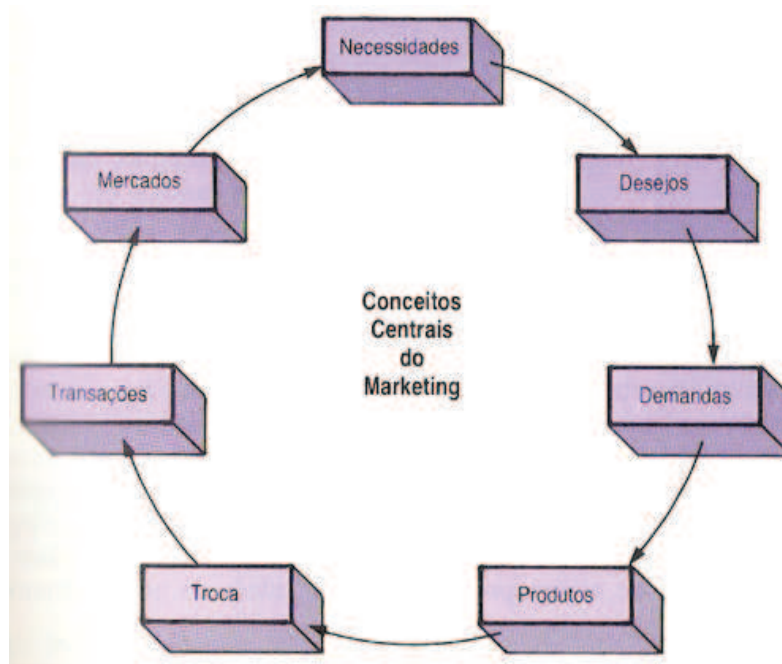 Necessidades
Desejos
Demandas
Produtos
Troca
Transações
Mercados
Conceitos
Centrais
do
Marketing